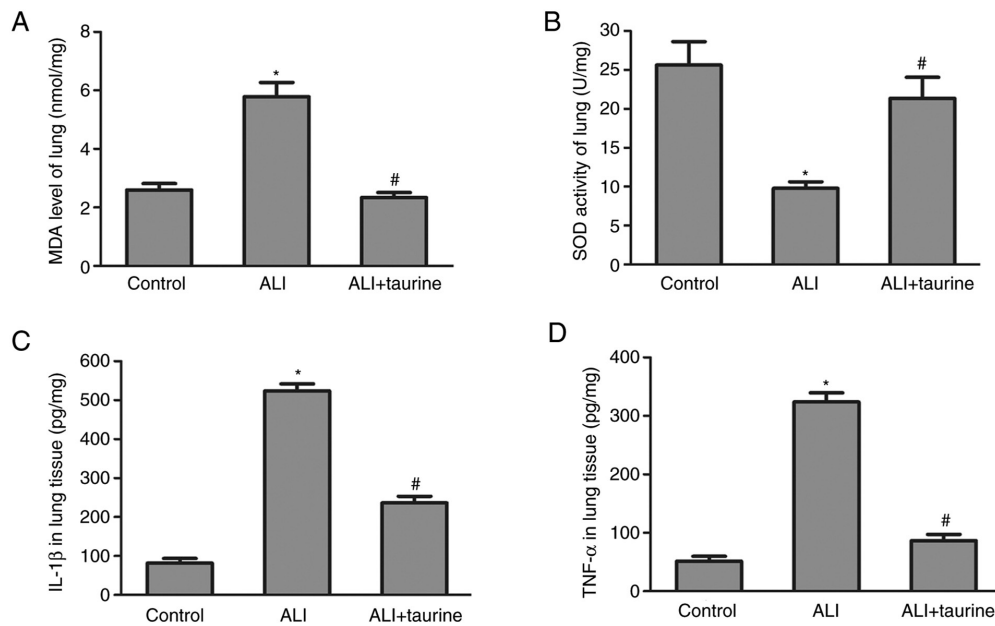 A
MDA level of lung (nmol/mg)
8
6
4
2
0
*
#
Control
ALI
ALI+taurine
B
SOD activity of lung (U/mg)
30
25
20
15
10
5
0
*
#
Control
ALI
ALI+taurine
C
IL-1β in lung tissue (pg/mg)
600
500
400
300
200
100
0
*
#
Control
ALI
ALI+taurine
D
TNF-α in lung tissue (pg/mg)
400
300
200
100
0
*
#
Control
ALI
ALI+taurine